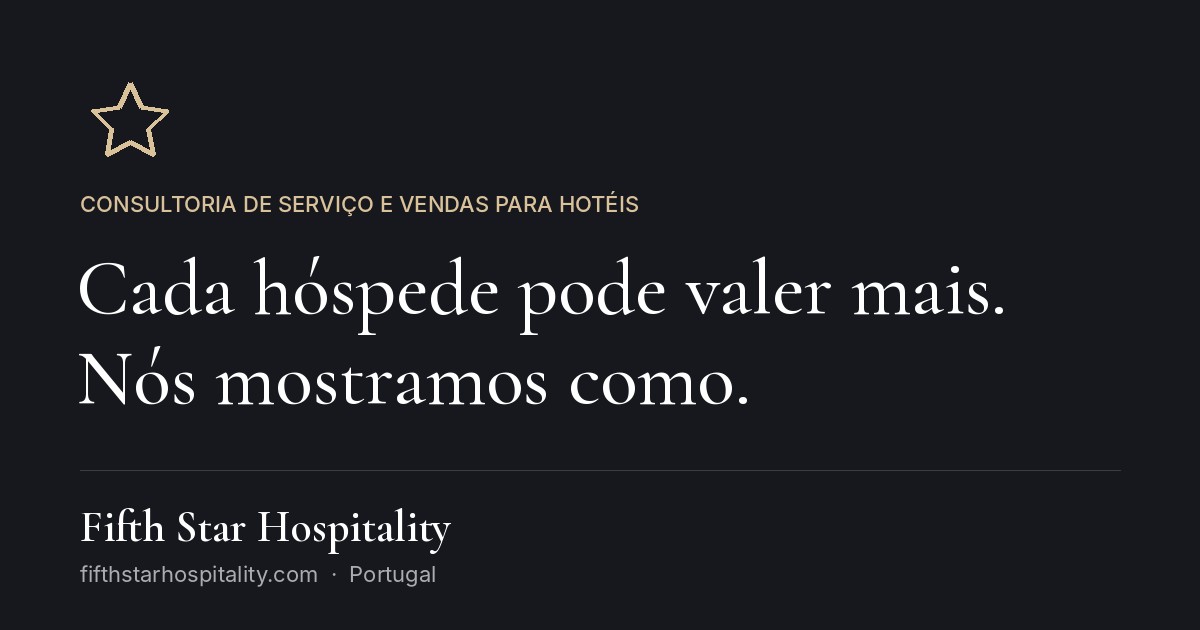 CONSULTORIA DE SERVIÇO E VENDAS PARA HOTÉIS
Cada hóspede pode valer mais.
Nós mostramos como.
Fifth Star Hospitality
fifthstarhospitality.com · Portugal